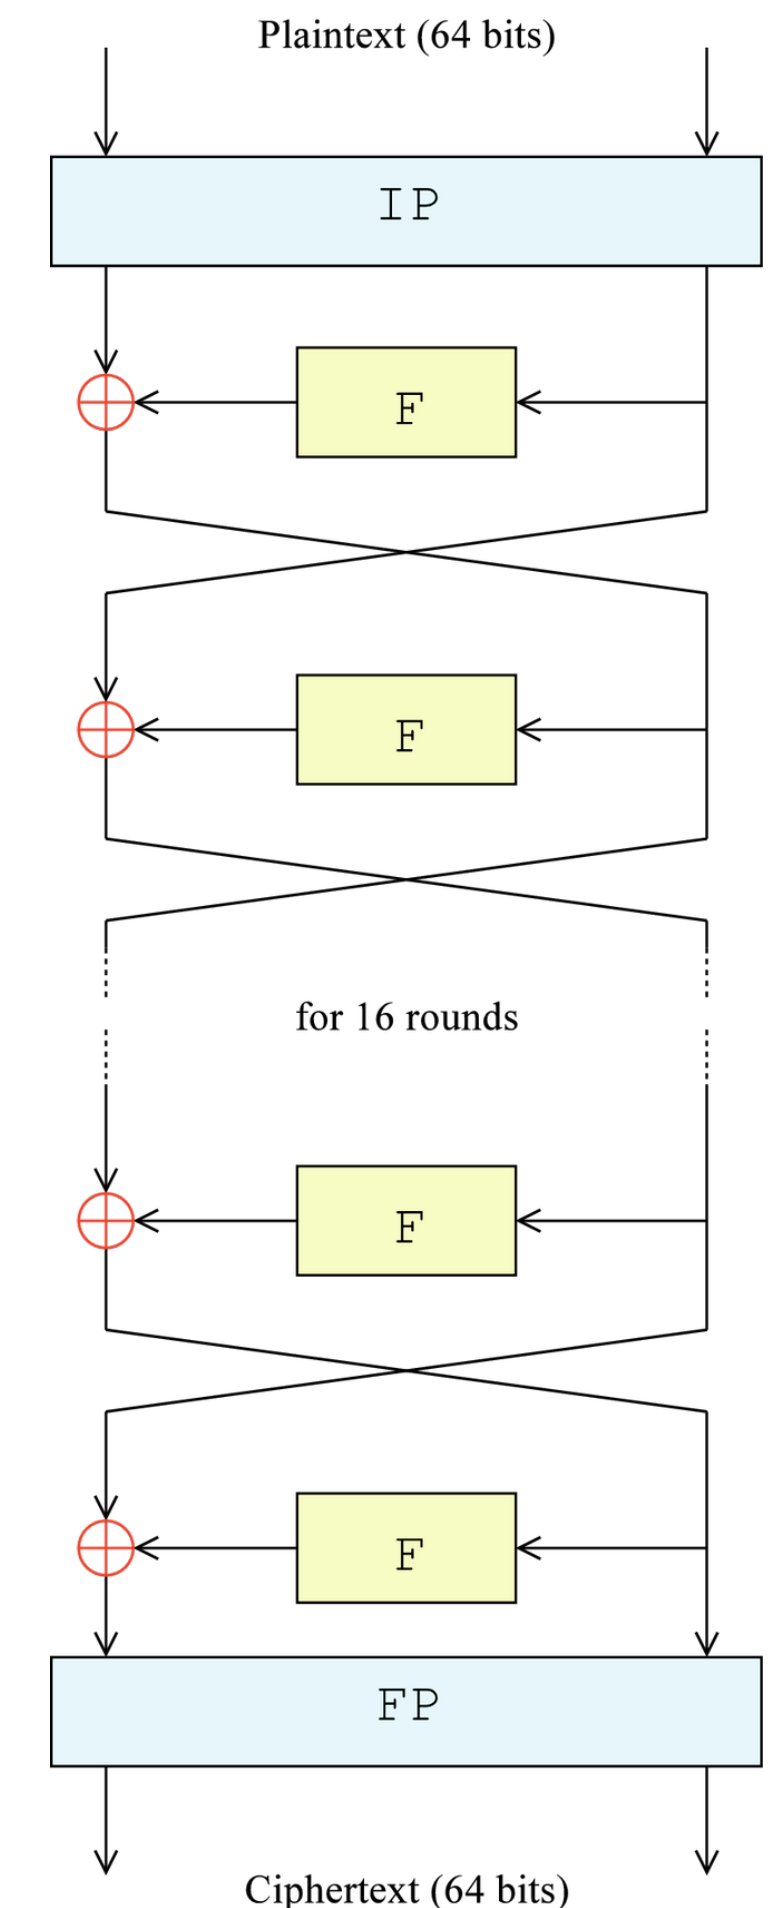 Plaintext (64 bits)
IP
F
F
for 16 rounds
F
F
FP
Ciphertext (64 bits)